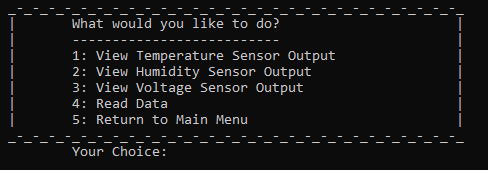 What would you like to do?
--------------------------
1: View Temperature Sensor Output
2: View Humidity Sensor Output
3: View Voltage Sensor Output
4: Read Data
5: Return to Main Menu
Your Choice: